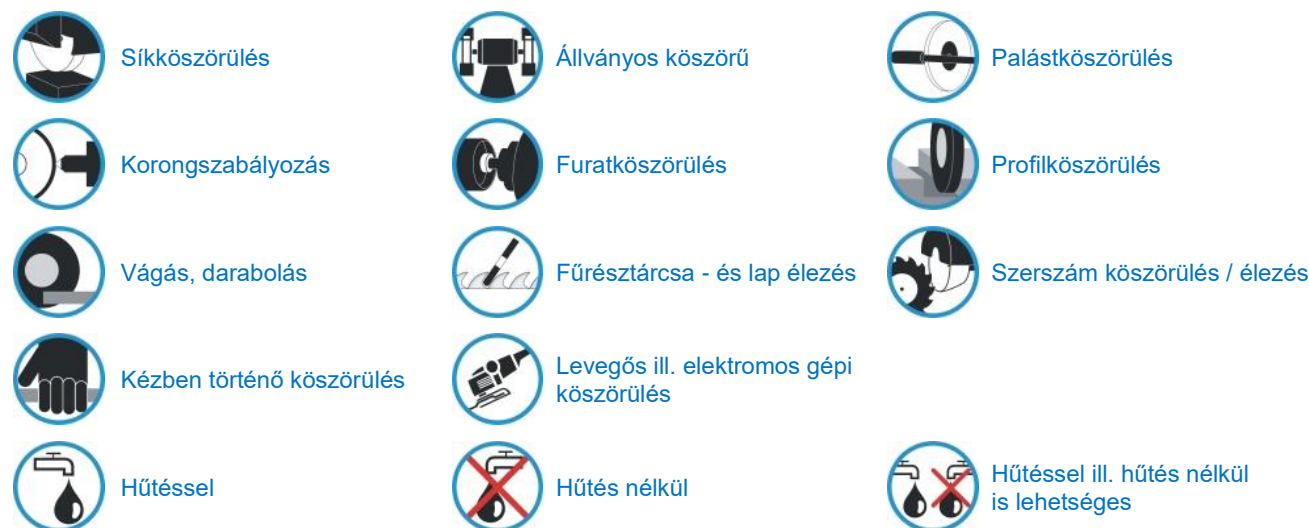 Síkköszörülés
Állványos köszörű
Palástköszörülés
Korongszabályozás
Furatköszörülés
Profilköszörülés
Vágás, darabolás
Fűrésztárcsa - és lap élezés
Szerszám köszörülés / élezés
Kézben történő köszörülés
Levegős ill. elektromos gépi
köszörülés
Hűtéssel
Hűtés nélkül
Hűtéssel ill. hűtés nélkül
is lehetséges